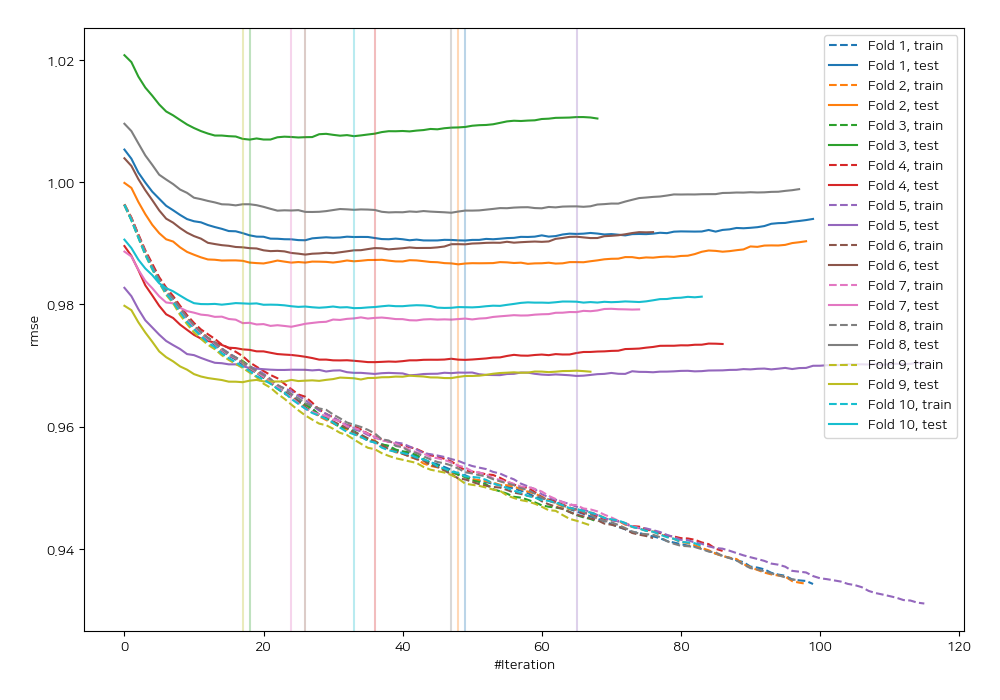 1,02
1,00
0,98
0,96
0,94
rmse
0
20
40
60
80
100
120
#Iteration
Fold 1, train
Fold 1, test
Fold 2, train
Fold 2, test
Fold 3, train
Fold 3, test
Fold 4, train
Fold 4, test
Fold 5, train
Fold 5, test
Fold 6, train
Fold 6, test
Fold 7, train
Fold 7, test
Fold 8, train
Fold 8, test
Fold 9, train
Fold 9, test
Fold 10, train
Fold 10, test